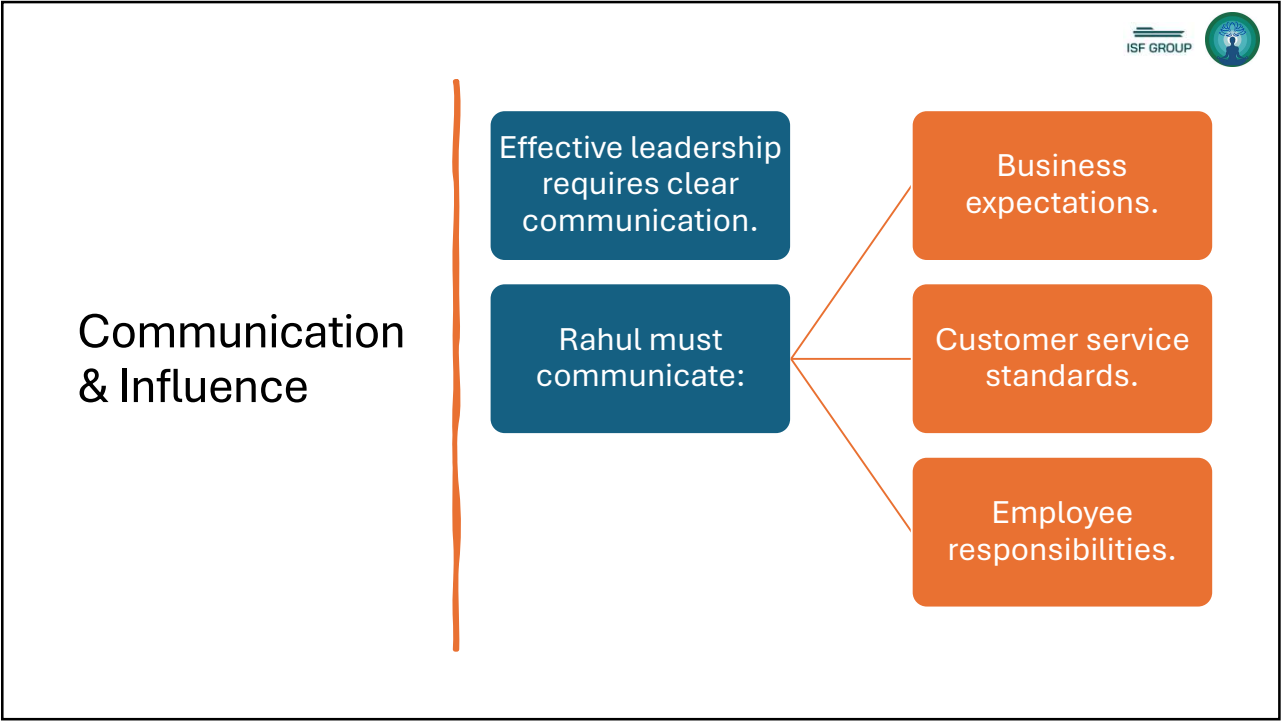 ISF GROUP
Communication
& Influence
Effective leadership
requires clear
communication.
Rahul must
communicate:
Business
expectations.
Customer service
standards.
Employee
responsibilities.